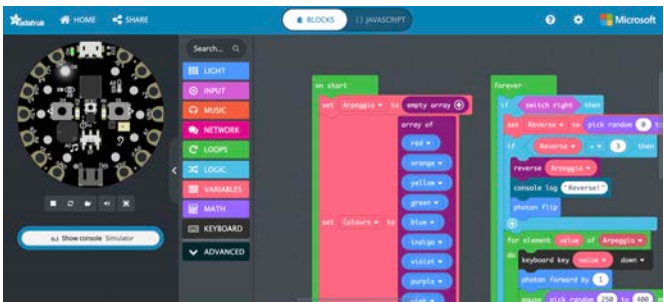 adafruit HOME SHARE BLOCKS {} JAVASCRIPT Microsoft
Search...
LIGHT
INPUT
MUSIC
NETWORK
LOOPS
LOGIC
VARIABLES
MATH
KEYBOARD
ADVANCED
Show console Simulator
on start
set Arpeggio to empty array
array of
red
orange
yellow
green
set Colours to blue
indigo
violet
purple
pink
forever
if switch right then
set Reverse to pick random 0
if Reverse = 3 then
reverse Arpeggio
console log "Reverse!"
photon flip
for element value of Arpeggio
do keyboard key value down
photon forward by 1
pause pick random 250 to 400